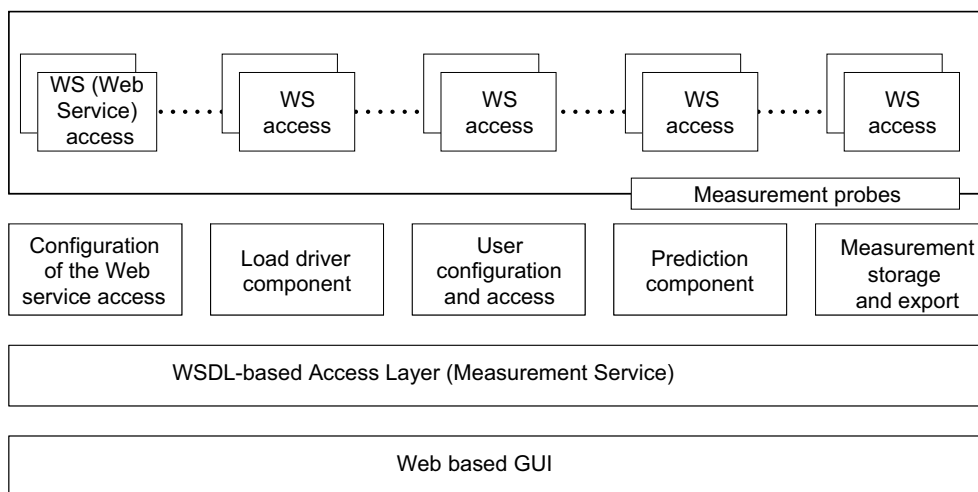 WS (Web
Service)
access
WS
access
WS
access
WS
access
WS
access
Measurement probes
Configuration
of the Web
service access
Load driver
component
User
configuration
and access
Prediction
component
Measurement
storage
and export
WSDL-based Access Layer (Measurement Service)
Web based GUI